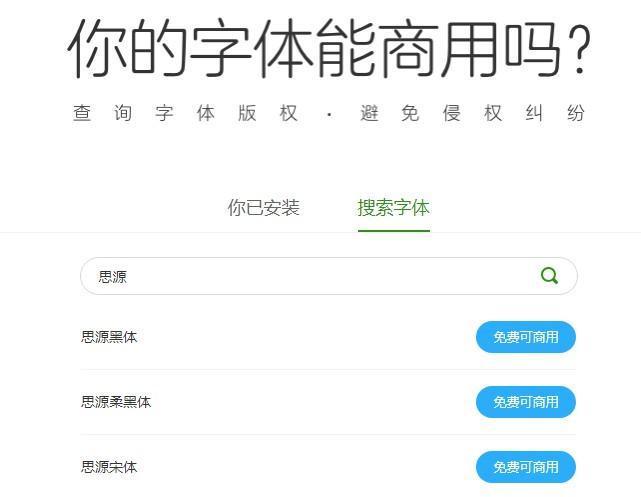 你的字体能商用吗?
查询字体版权·避免侵权纠纷
你已安装 搜索字体
思源
思源黑体 免费可商用
思源柔黑体 免费可商用
思源宋体 免费可商用